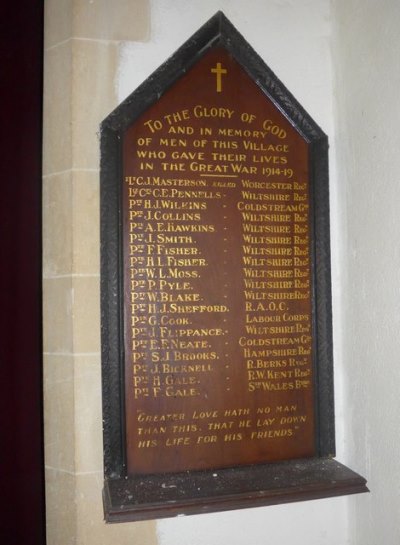 To the Glory of God
and in memory
of men of this Village
who gave their lives
in the Great War 1914-19
Lt C.J. Masterson. killed Worcester Regt
L/Cpl C.E. Pennells - Wiltshire Regt
Pte H.J. Wilkins - Coldstream Gds
Pte J. Collins - Wiltshire Regt
Pte A.E. Hawkins - Wiltshire Regt
Pte J. Smith. - Wiltshire Regt
Pte F. Fisher. - Wiltshire Regt
Pte H.L. Fisher. - Wiltshire Regt
Pte W.L. Moss. - Wiltshire Regt
Pte P. Pyle. - Wiltshire Regt
Pte W. Blake. - Wiltshire Regt
Pte H.J. Shefford. R.A.O.C.
Pte G. Cook. - Labour Corps
Pte J. Flippance. - Wiltshire Regt
Pte E.F. Neate. - Coldstream Gds
Pte S.J. Brooks. - Hampshire Regt
Pte J. Bicknell - R. Berks Regt
Pte H. Gale. - R.W. Kent Regt
Pte F. Gale. - Sth Wales Bdrs
"Greater Love hath no man
than this, that he lay down
his life for his friends"